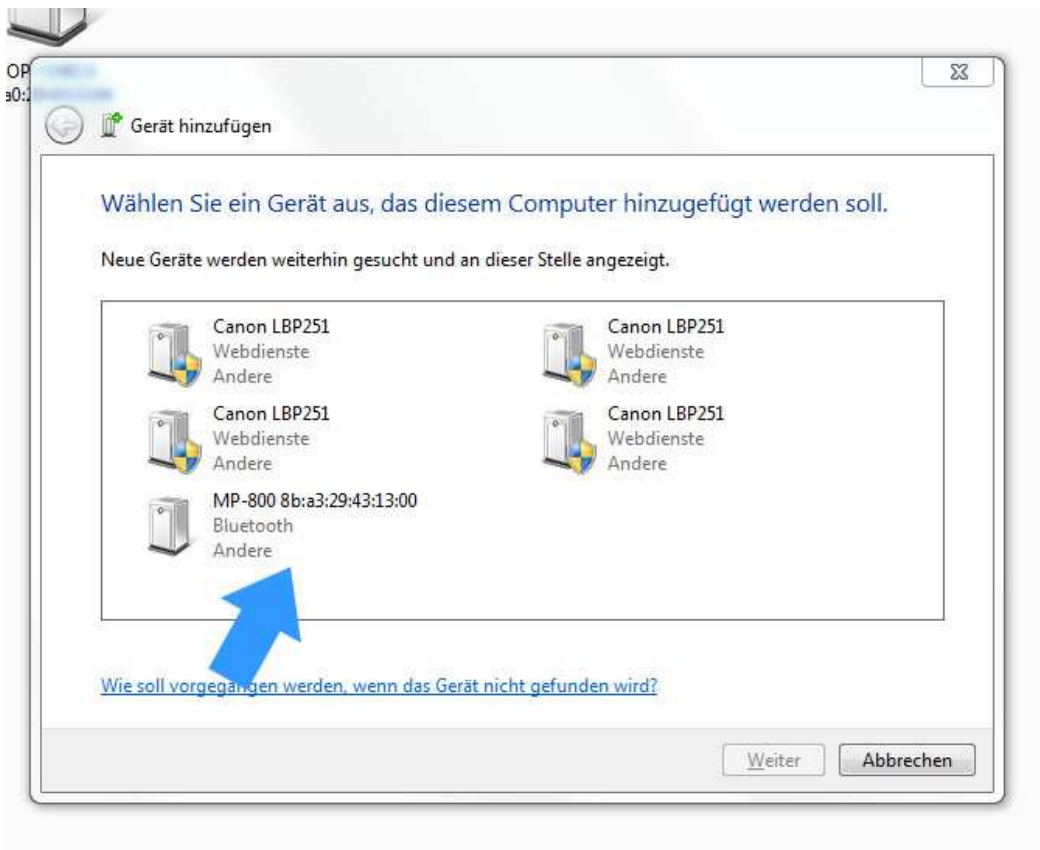 OP
a0:2
Gerät hinzufügen
Wählen Sie ein Gerät aus, das diesem Computer hinzugefügt werden soll.
Neue Geräte werden weiterhin gesucht und an dieser Stelle angezeigt.
Canon LBP251
Webdienste
Andere
Canon LBP251
Webdienste
Andere
Canon LBP251
Webdienste
Andere
Canon LBP251
Webdienste
Andere
MP-800 8b:a3:29:43:13:00
Bluetooth
Andere
Wie soll vorgegangen werden, wenn das Gerät nicht gefunden wird?
Weiter
Abbrechen